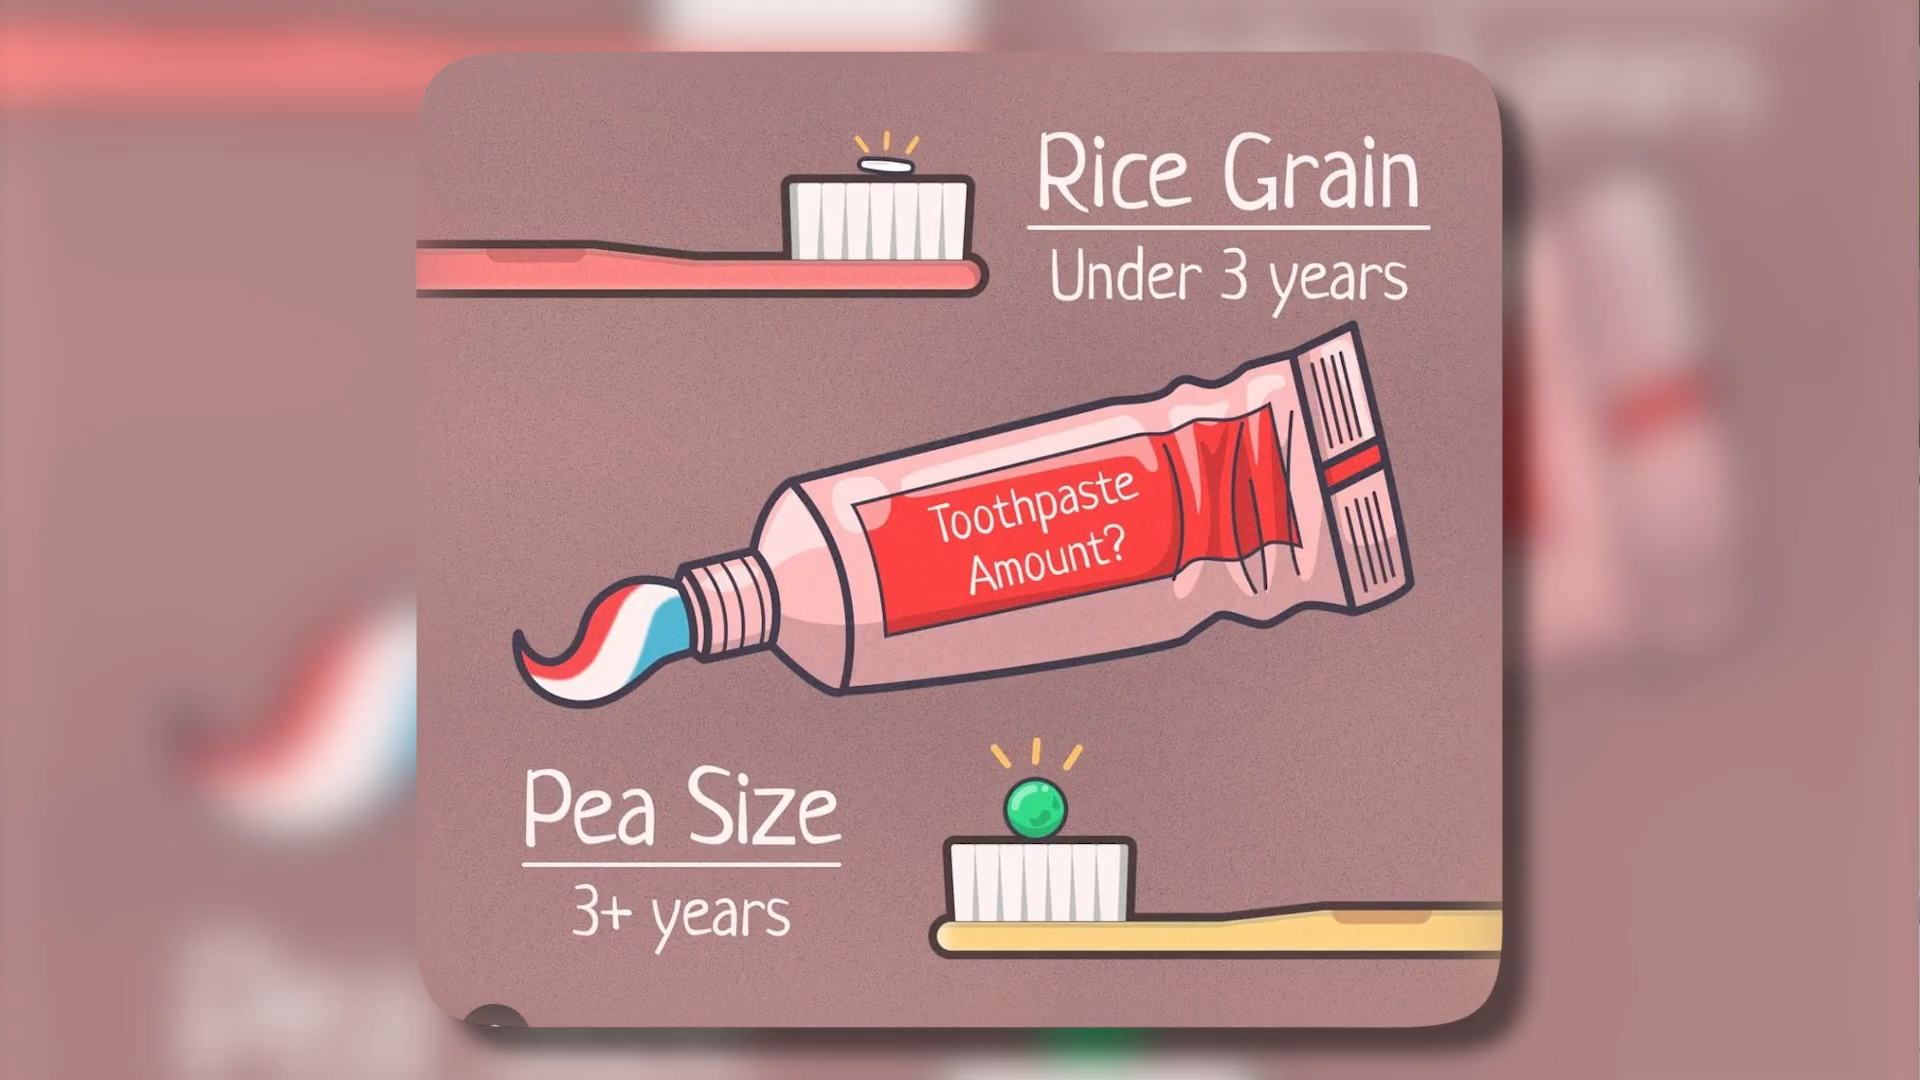 Rice Grain
Under 3 years
Toothpaste
Amount?
Pea Size
3+ years